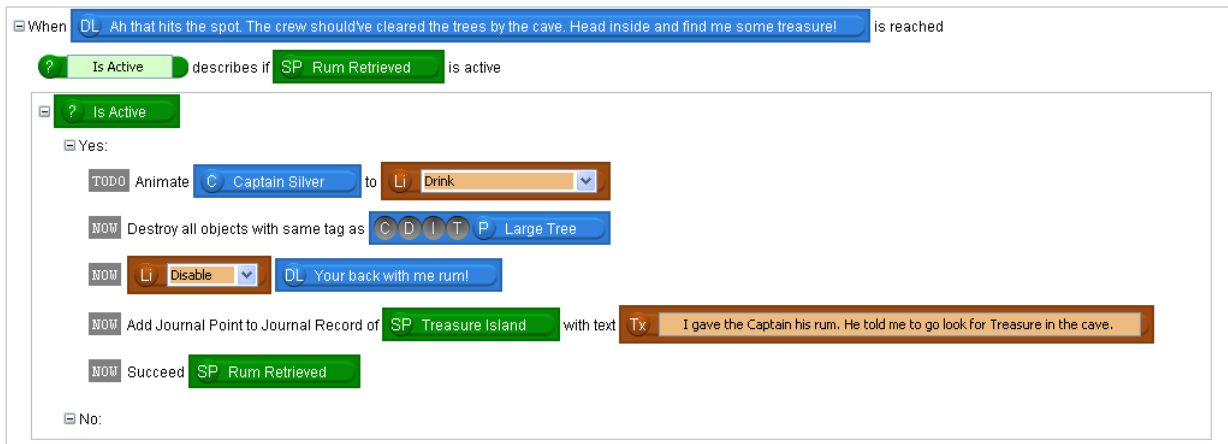 When DL Ah that hits the spot. The crew should've cleared the trees by the cave. Head inside and find me some treasure! is reached
? Is Active describes if SP Rum Retrieved is active
? Is Active
Yes:
TODO Animate C Captain Silver to Li Drink
NOW Destroy all objects with same tag as C D I T P Large Tree
NOW Li Disable DL Your back with me rum!
NOW Add Journal Point to Journal Record of SP Treasure Island with text Tx I gave the Captain his rum. He told me to go look for Treasure in the cave.
NOW Succeed SP Rum Retrieved
No: